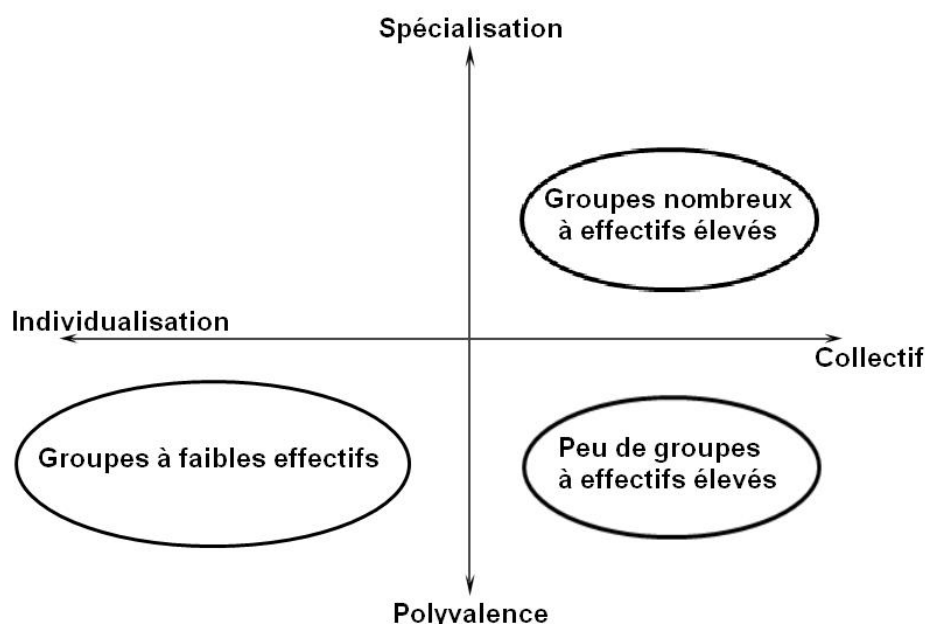 Spécialisation
Groupes nombreux
à effectifs élevés
Individualisation
Collectif
Groupes à faibles effectifs
Peu de groupes
à effectifs élevés
Polyvalence